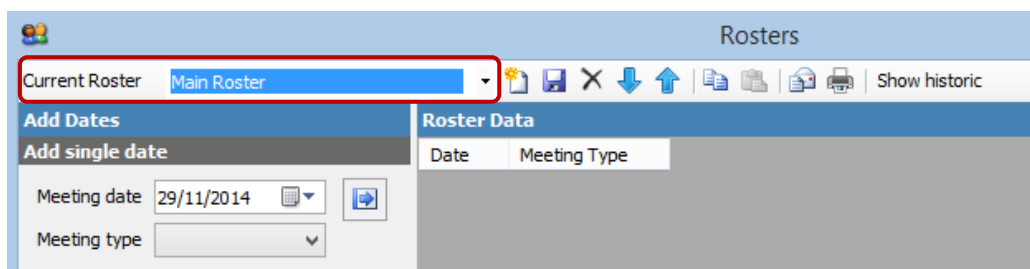 Rosters
Current Roster Main Roster Show historic
Add Dates Roster Data
Add single date Date Meeting Type
Meeting date 29/11/2014
Meeting type